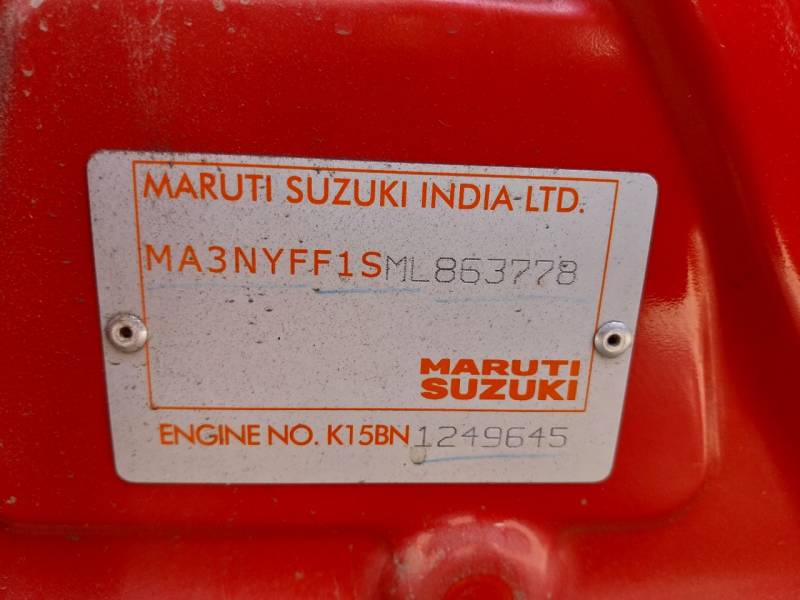 MARUTI SUZUKI INDIA LTD.
MA3NYFF1SML863778
MARUTI
SUZUKI
ENGINE NO. K15BN1249645